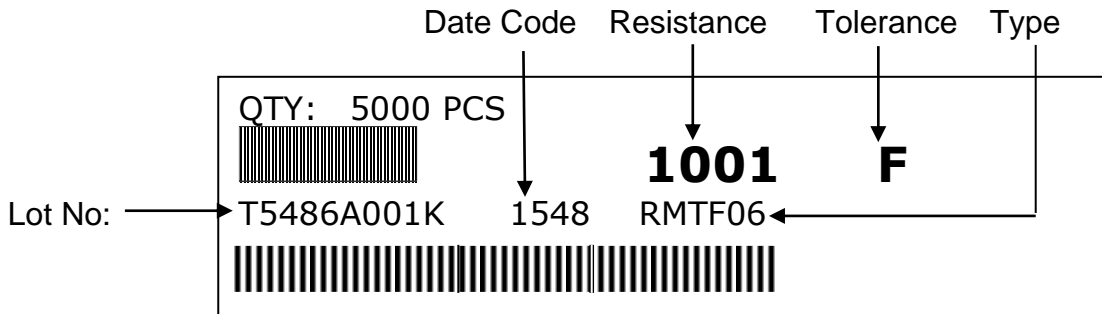 Date Code Resistance Tolerance Type
QTY: 5000 PCS
1001 F
Lot No: T5486A001K 1548 RMTF06